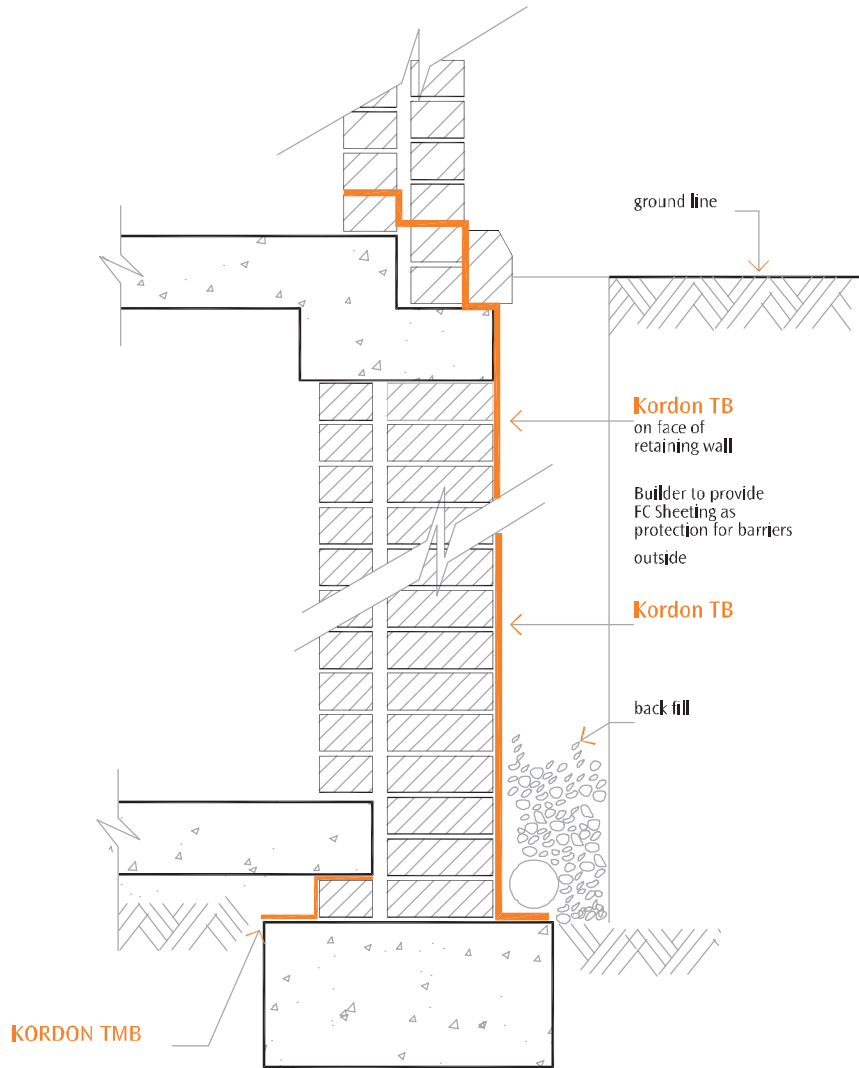 ground line
Kordon TB
on face of
retaining wall
Builder to provide
FC Sheeting as
protection for barriers
outside
Kordon TB
back fill
KORDON TMB